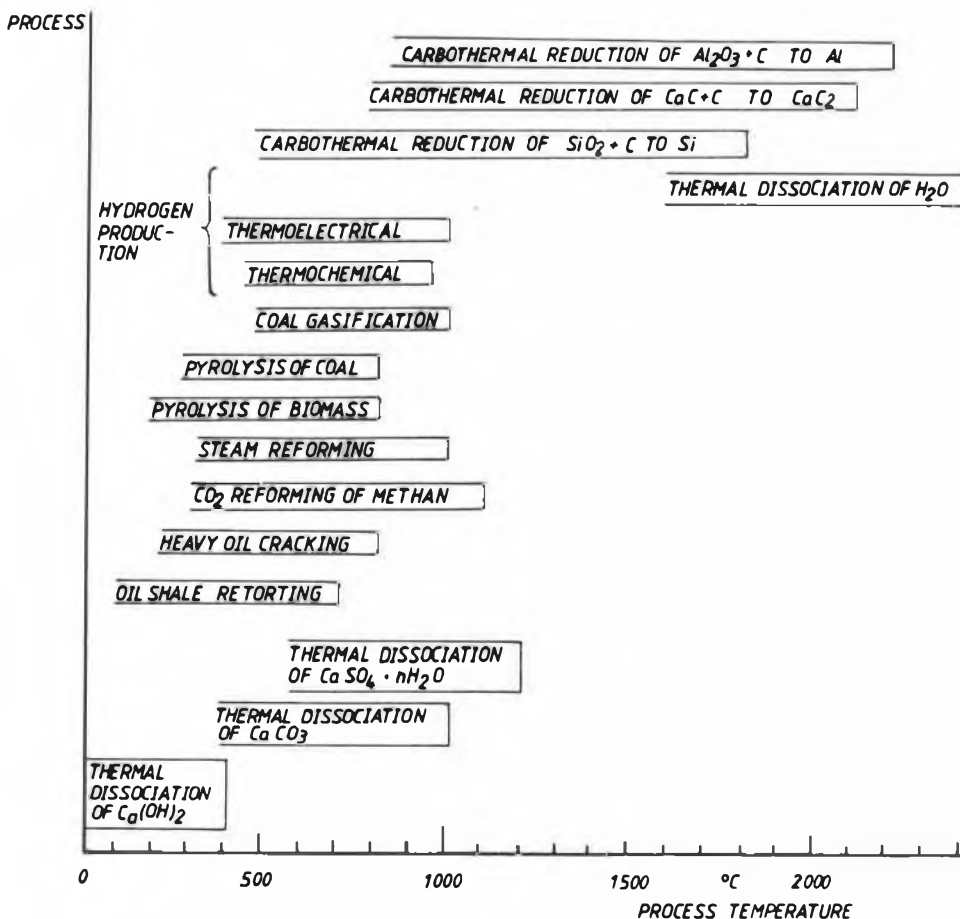 PROCESS
CARBOTHERMAL REDUCTION OF Al2O3+C TO Al
CARBOTHERMAL REDUCTION OF CaC+C TO CaC2
CARBOTHERMAL REDUCTION OF SiO2+C TO Si
THERMAL DISSOCIATION OF H2O
HYDROGEN
PRODUC-
TION
THERMOELECTRICAL
THERMOCHEMICAL
COAL GASIFICATION
PYROLYSIS OF COAL
PYROLYSIS OF BIOMASS
STEAM REFORMING
CO2 REFORMING OF METHAN
HEAVY OIL CRACKING
OIL SHALE RETORTING
THERMAL DISSOCIATION
OF CaSO4 · nH2O
THERMAL DISSOCIATION
OF CaCO3
THERMAL
DISSOCIATION
OF Ca(OH)2
0 500 1000 1500 °C 2000
PROCESS TEMPERATURE